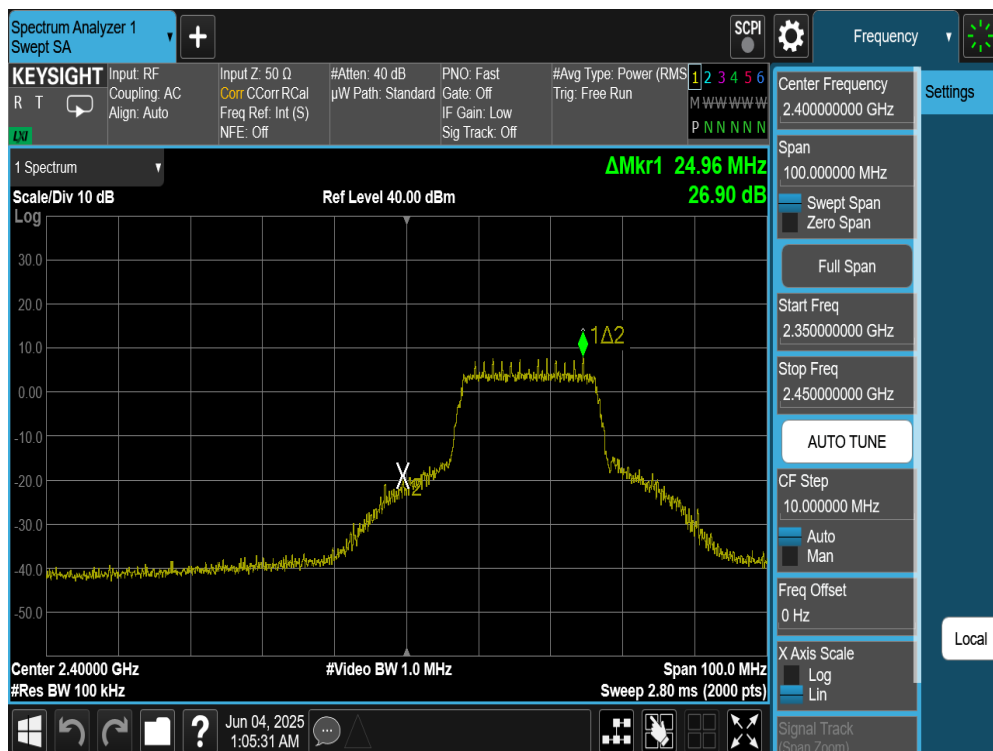 Spectrum Analyzer 1
Swept SA
+
SCPI
Frequency
KEYSIGHT
R T
LXI
Input: RF
Coupling: AC
Align: Auto
Input Z: 50 Ω
Corr CCorr RCal
Freq Ref: Int (S)
NFE: Off
#Atten: 40 dB
µW Path: Standard
PNO: Fast
Gate: Off
IF Gain: Low
Sig Track: Off
#Avg Type: Power (RMS
Trig: Free Run
1 2 3 4 5 6
M W W W W W
P N N N N N
1 Spectrum
Scale/Div 10 dB
Log
Ref Level 40.00 dBm
ΔMkr1 24.96 MHz
26.90 dB
30.0
20.0
10.0
0.00
-10.0
-20.0
-30.0
-40.0
-50.0
1Δ2
X2
Center 2.40000 GHz
#Res BW 100 kHz
#Video BW 1.0 MHz
Span 100.0 MHz
Sweep 2.80 ms (2000 pts)
Center Frequency
2.400000000 GHz
Settings
Span
100.000000 MHz
Swept Span
Zero Span
Full Span
Start Freq
2.350000000 GHz
Stop Freq
2.450000000 GHz
AUTO TUNE
CF Step
10.000000 MHz
Auto
Man
Freq Offset
0 Hz
Local
X Axis Scale
Log
Lin
Signal Track
(Span Zoom)
?
Jun 04, 2025
1:05:31 AM